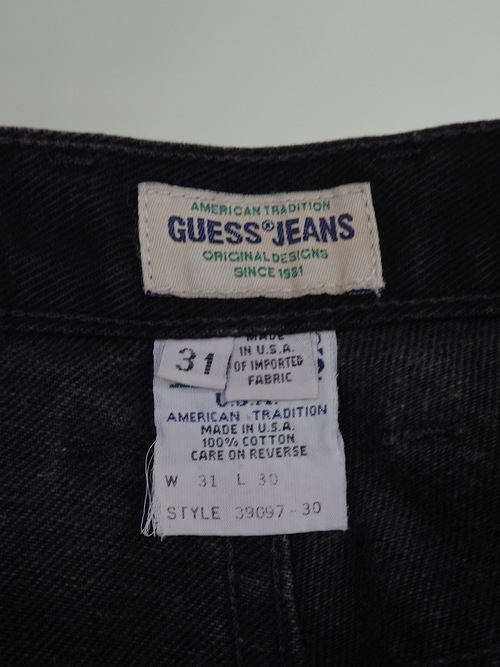 AMERICAN TRADITION
GUESS® JEANS
ORIGINAL DESIGNS
SINCE 1981
31
MADE
IN U.S.A.
OF IMPORTED
FABRIC
U.S.A.
AMERICAN TRADITION
MADE IN U.S.A.
100% COTTON
CARE ON REVERSE
W 31 L 30
STYLE 39097-30